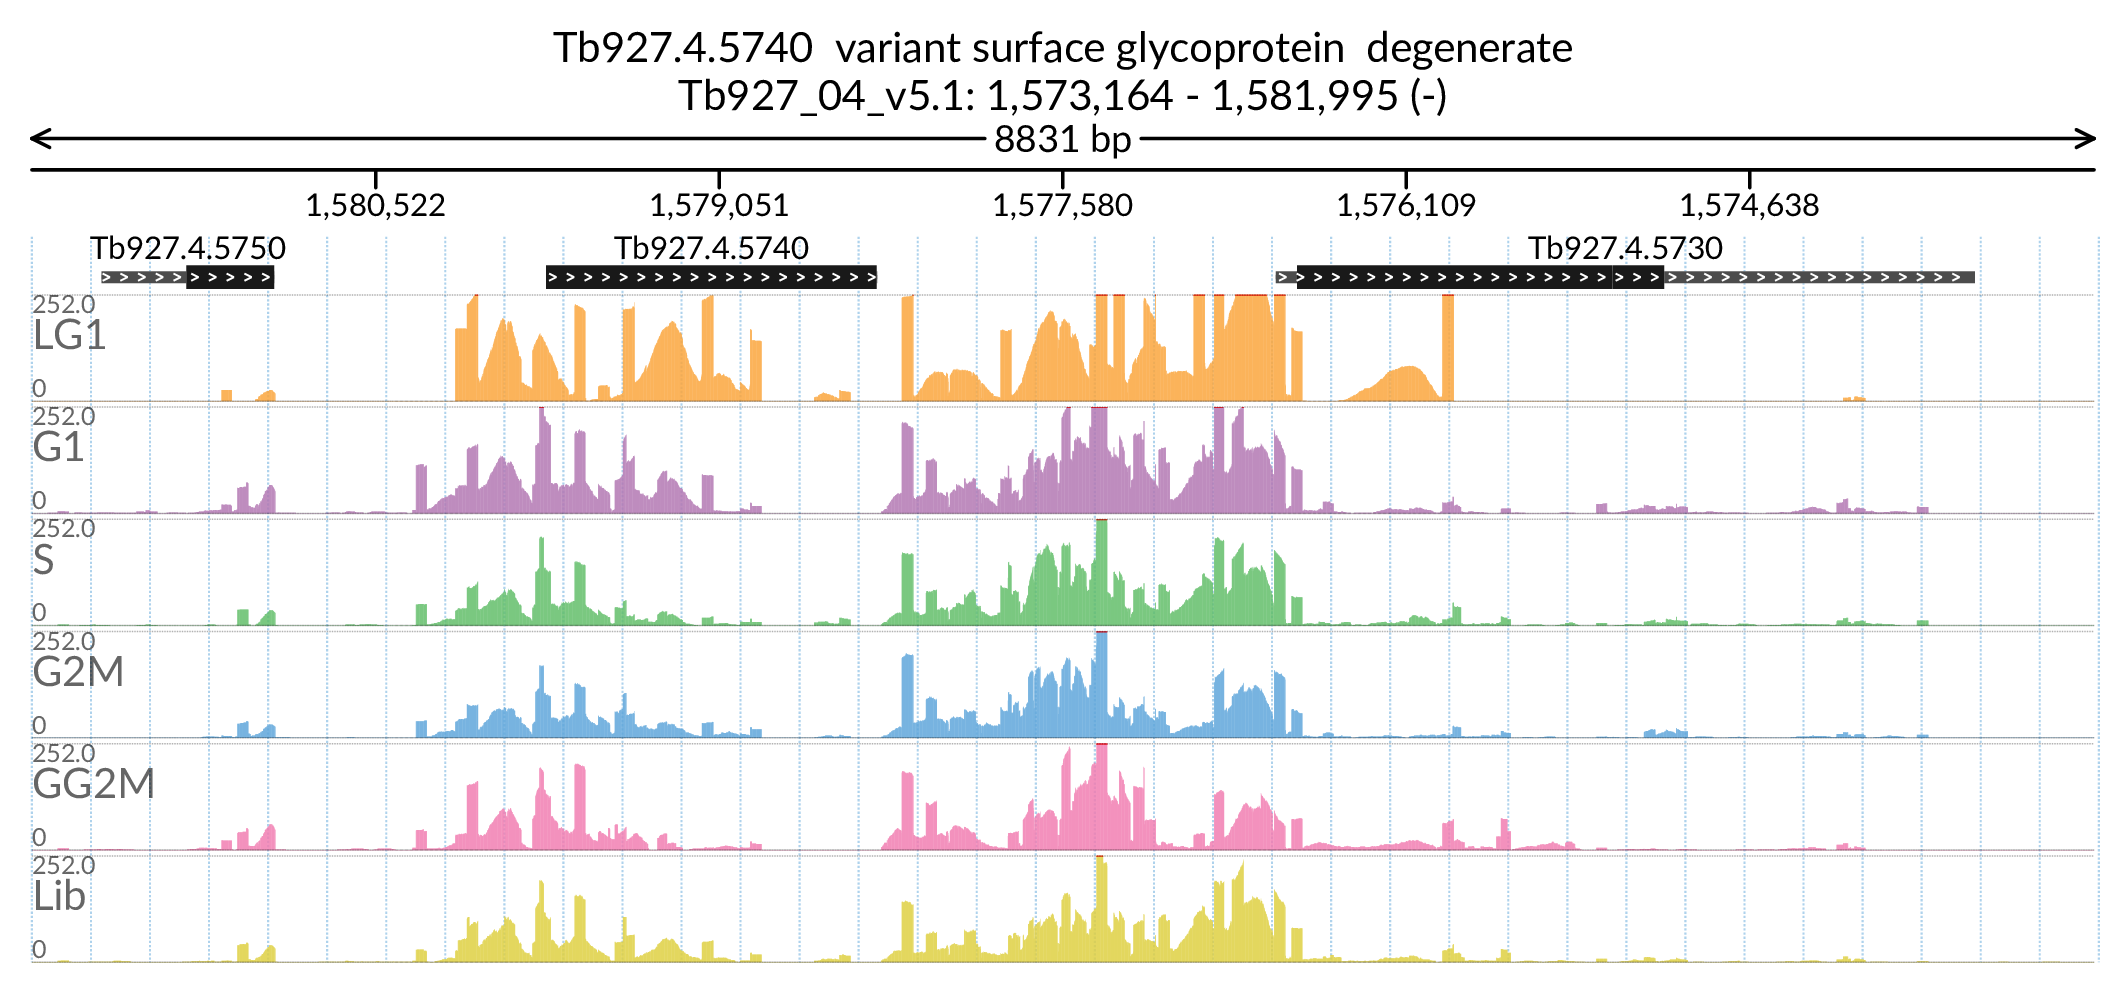 Tb927.4.5740 variant surface glycoprotein degenerate
Tb927_04_v5.1: 1,573,164 - 1,581,995 (-)
8831 bp
1,580,522 1,579,051 1,577,580 1,576,109 1,574,638
Tb927.4.5750 Tb927.4.5740 Tb927.4.5730
252.0
LG1
0
252.0
G1
0
252.0
S
0
252.0
G2M
0
252.0
GG2M
0
252.0
Lib
0